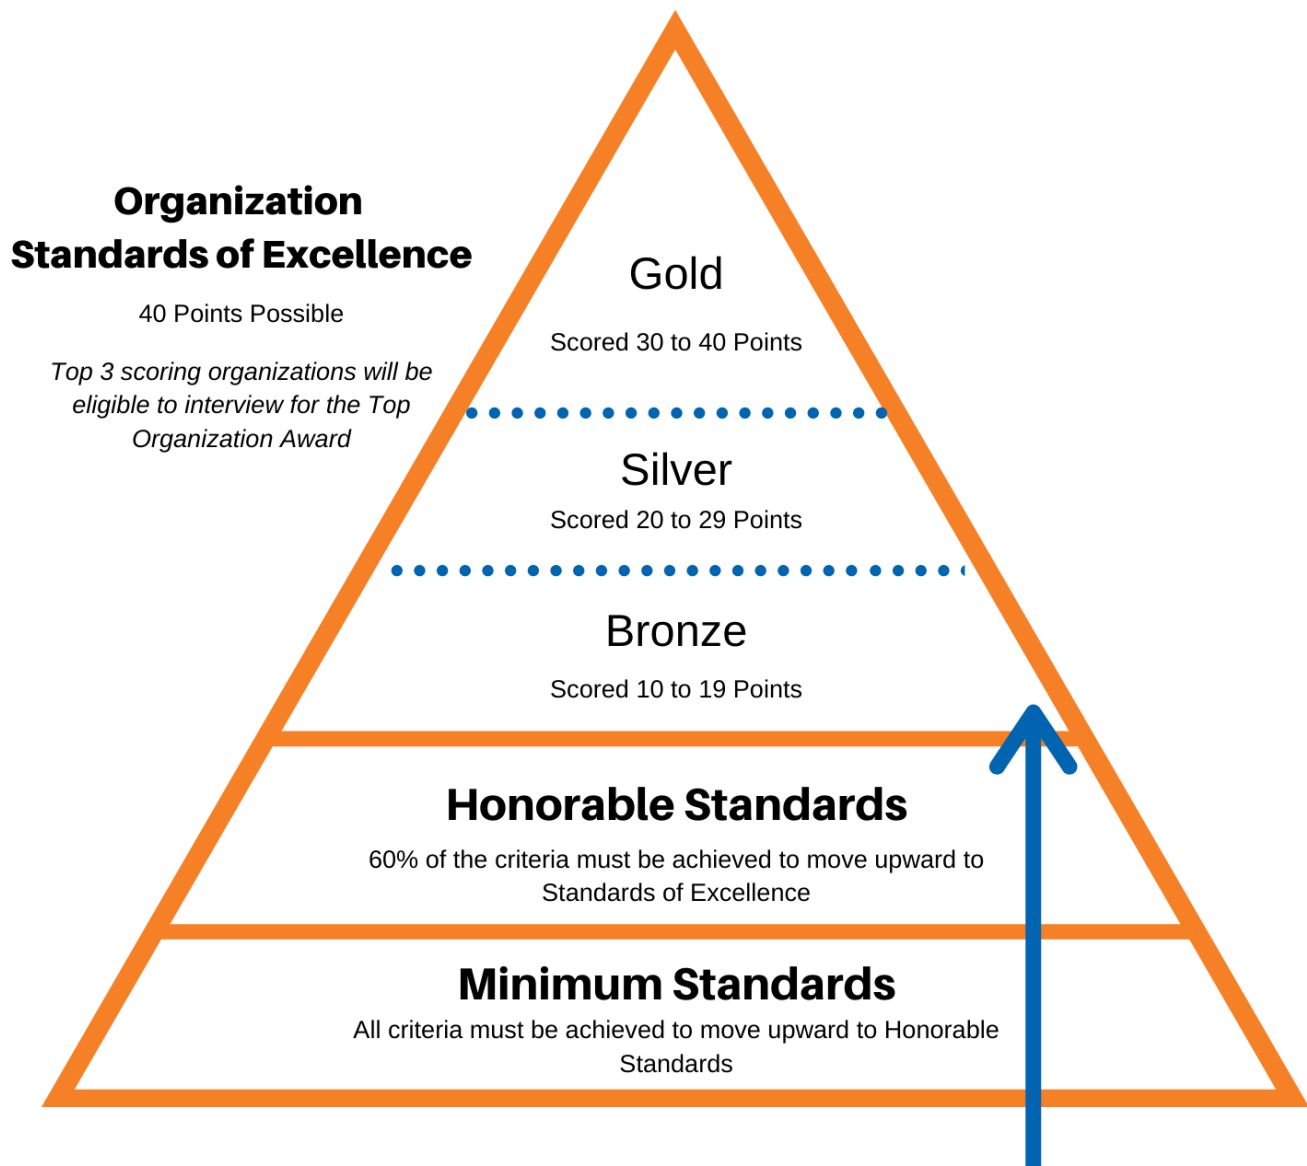 Organization
Standards of Excellence
40 Points Possible
Top 3 scoring organizations will be
eligible to interview for the Top
Organization Award
Gold
Scored 30 to 40 Points
Silver
Scored 20 to 29 Points
Bronze
Scored 10 to 19 Points
Honorable Standards
60% of the criteria must be achieved to move upward to
Standards of Excellence
Minimum Standards
All criteria must be achieved to move upward to Honorable
Standards